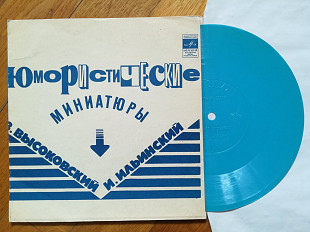 Юмористические
миниатюры
В. ВЫСОКОВСКИЙ
И. ИЛЬИНСКИЙ